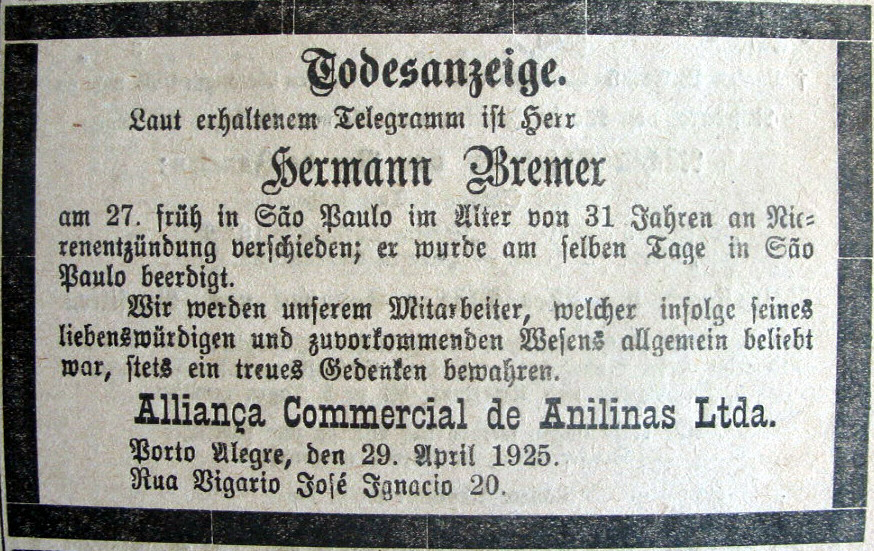 Todesanzeige.
Laut erhaltenem Telegramm ist Herr
Hermann Bremer
am 27. früh in São Paulo im Alter von 31 Jahren an Nie-
renentzündung verschieden; er wurde am selben Tage in São
Paulo beerdigt.
Wir werden unserem Mitarbeiter, welcher infolge seines
liebenswürdigen und zuvorkommenden Wesens allgemein beliebt
war, stets ein treues Gedenken bewahren.
Alliança Commercial de Anilinas Ltda.
Porto Alegre, den 29. April 1925.
Rua Vigario José Ignacio 20.